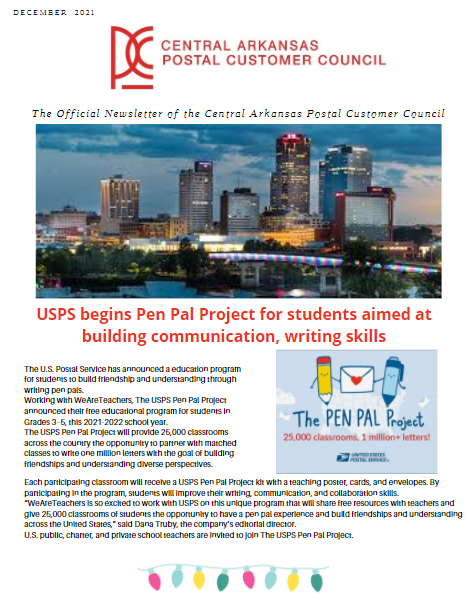 DECEMBER 2021
CENTRAL ARKANSAS
POSTAL CUSTOMER COUNCIL
The Official Newsletter of the Central Arkansas Postal Customer Council
USPS begins Pen Pal Project for students aimed at
building communication, writing skills
The U.S. Postal Service has announced a education program
for students to build friendship and understanding through
writing pen pals.
Working with WeAreTeachers, The USPS Pen Pal Project
announced their free educational program for students in
Grades 3-5, this 2021-2022 school year.
The USPS Pen Pal Project will provide 25,000 classrooms
across the country the opportunity to partner with matched
classes to write one million letters with the goal of building
friendships and understanding diverse perspectives.
The PEN PAL Project
25,000 classrooms, 1 million+ letters!
UNITED STATES
POSTAL SERVICE
Each participating classroom will receive a USPS Pen Pal Project kit with a teaching poster, cards, and envelopes. By
participating in the program, students will improve their writing, communication, and collaboration skills.
"WeAreTeachers is so excited to work with USPS on this unique program that will share free resources with teachers and
give 25,000 classrooms of students the opportunity to have a pen pal experience and build friendships and understanding
across the United States," said Dana Truby, the company's editorial director.
U.S. public, charter, and private school teachers are invited to join The USPS Pen Pal Project.